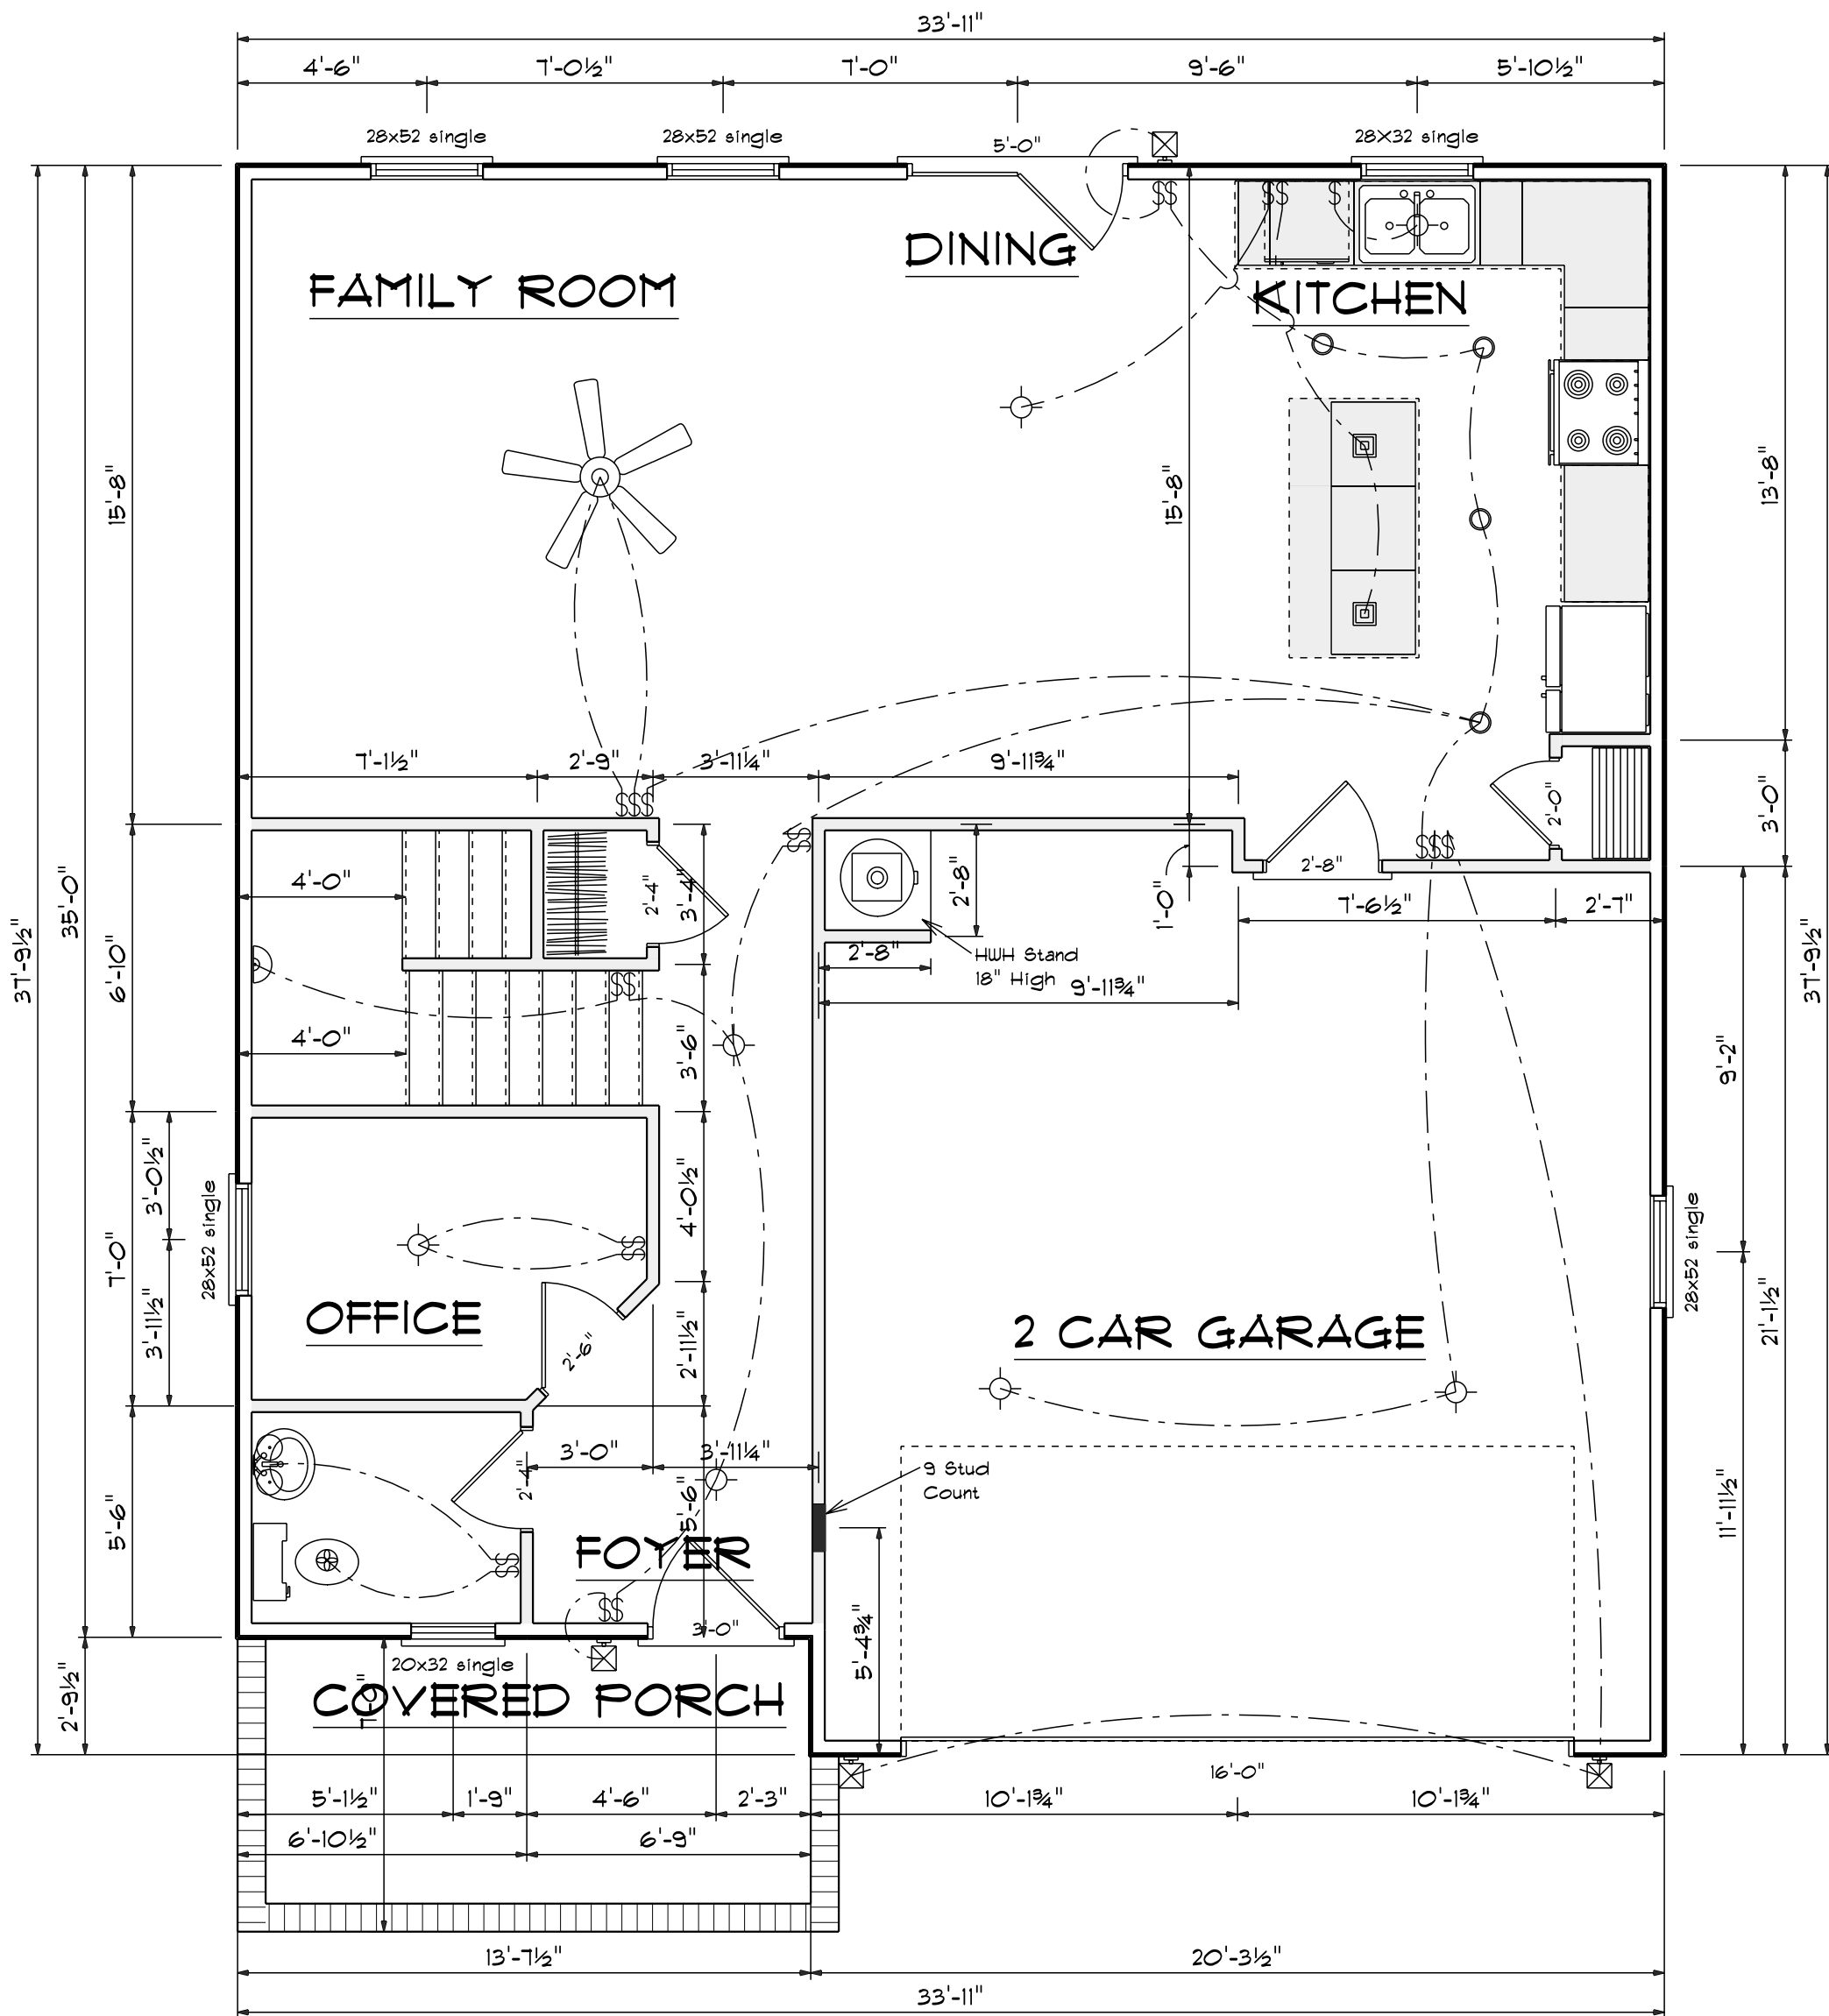 33'-11"
4'-6" 7'-0½" 7'-0" 9'-6" 5'-10½"
28x52 single 28x52 single 5'-0" 28X32 single
DINING
FAMILY ROOM KITCHEN
15'-8" 15'-8" 13'-8"
7'-1½" 2'-9" 3'-11¼" 9'-11¾"
$$ $$ $
$$$
$$
$$$
2'-0"
3'-0"
2'-8"
4'-0"
2'-4"
3'-4"
2'-8"
1'-0"
7'-6½" 2'-7"
37'-9½"
35'-0"
6'-10"
2'-8"
HWH Stand
18" High
9'-11¾"
37'-9½"
$$
4'-0"
3'-6"
9'-2"
3'-0½"
4'-0½"
7'-0"
28x52 single
$$
28x52 single
OFFICE
2'-6"
2'-11½"
3'-11½"
2 CAR GARAGE
21'-1½"
3'-0" 3'-11¼"
2'-4"
9 Stud
Count
5'-6"
5'-6"
11'-11½"
FOYER
$$
$$
3'-0"
5'-4¾"
20x32 single
2'-9½"
7'-0"
COVERED PORCH
16'-0"
5'-1½" 1'-9" 4'-6" 2'-3" 10'-1¾" 10'-1¾"
6'-10½" 6'-9"
13'-7½" 20'-3½"
33'-11"